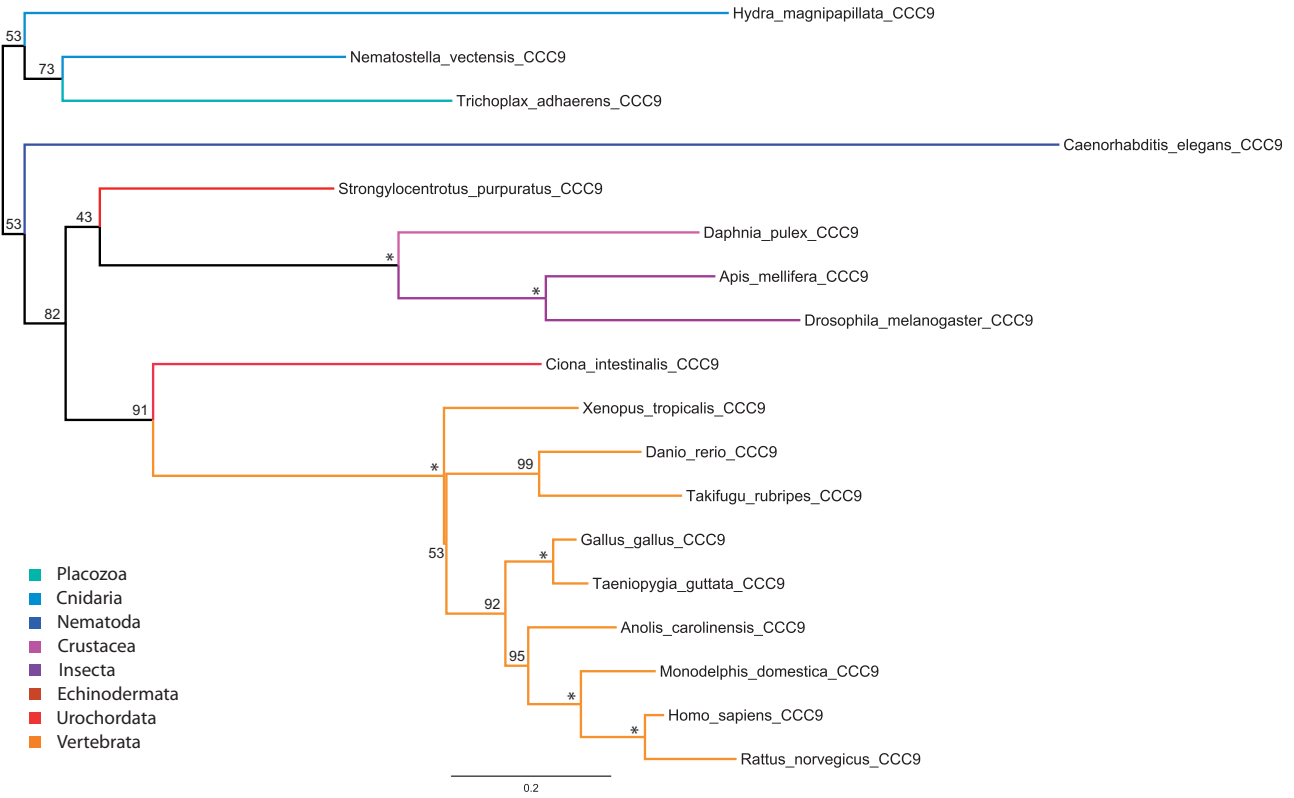 Hydra_magnipapillata_CCC9
53
Nematostella_vectensis_CCC9
73
Trichoplax_adhaerens_CCC9
Caenorhabditis_elegans_CCC9
Strongylocentrotus_purpuratus_CCC9
43
53
Daphnia_pulex_CCC9
*
Apis_mellifera_CCC9
*
Drosophila_melanogaster_CCC9
82
Ciona_intestinalis_CCC9
91
Xenopus_tropicalis_CCC9
Danio_rerio_CCC9
99
*
Takifugu_rubripes_CCC9
Gallus_gallus_CCC9
53
*
Taeniopygia_guttata_CCC9
92
Anolis_carolinensis_CCC9
95
Monodelphis_domestica_CCC9
*
Homo_sapiens_CCC9
*
Rattus_norvegicus_CCC9
Placozoa
Cnidaria
Nematoda
Crustacea
Insecta
Echinodermata
Urochordata
Vertebrata
0.2